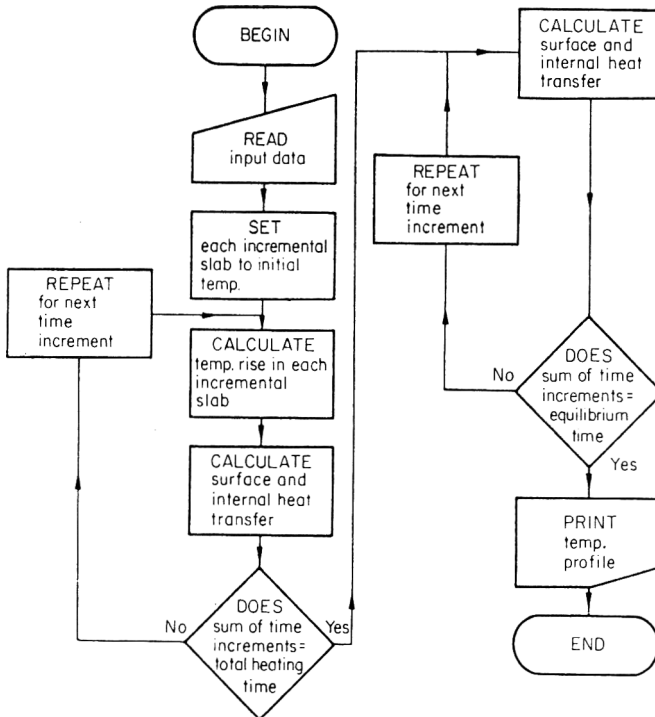 BEGIN
READ
input data
SET
each incremental
slab to initial
temp.
REPEAT
for next
time
increment
CALCULATE
temp. rise in each
incremental
slab
CALCULATE
surface and
internal heat
transfer
DOES
sum of time
increments=
total heating
time
No
Yes
CALCULATE
surface and
internal heat
transfer
REPEAT
for next
time
increment
DOES
sum of time
increments=
equilibrium
time
No
Yes
PRINT
temp.
profile
END